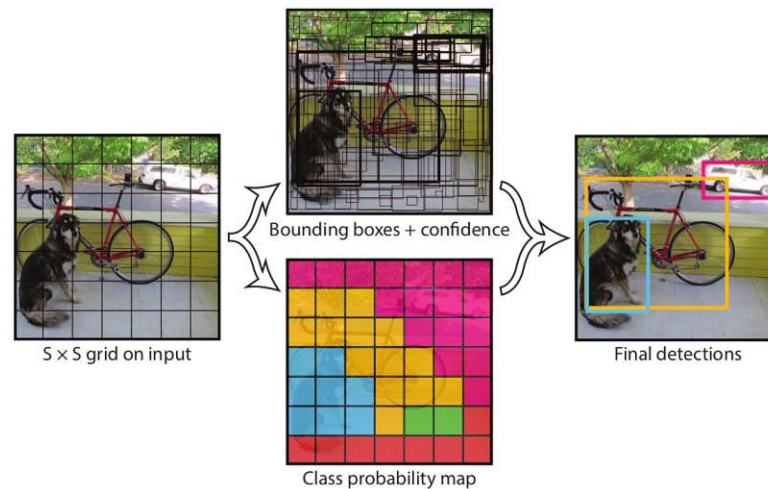 Bounding boxes + confidence
S × S grid on input
Final detections
Class probability map